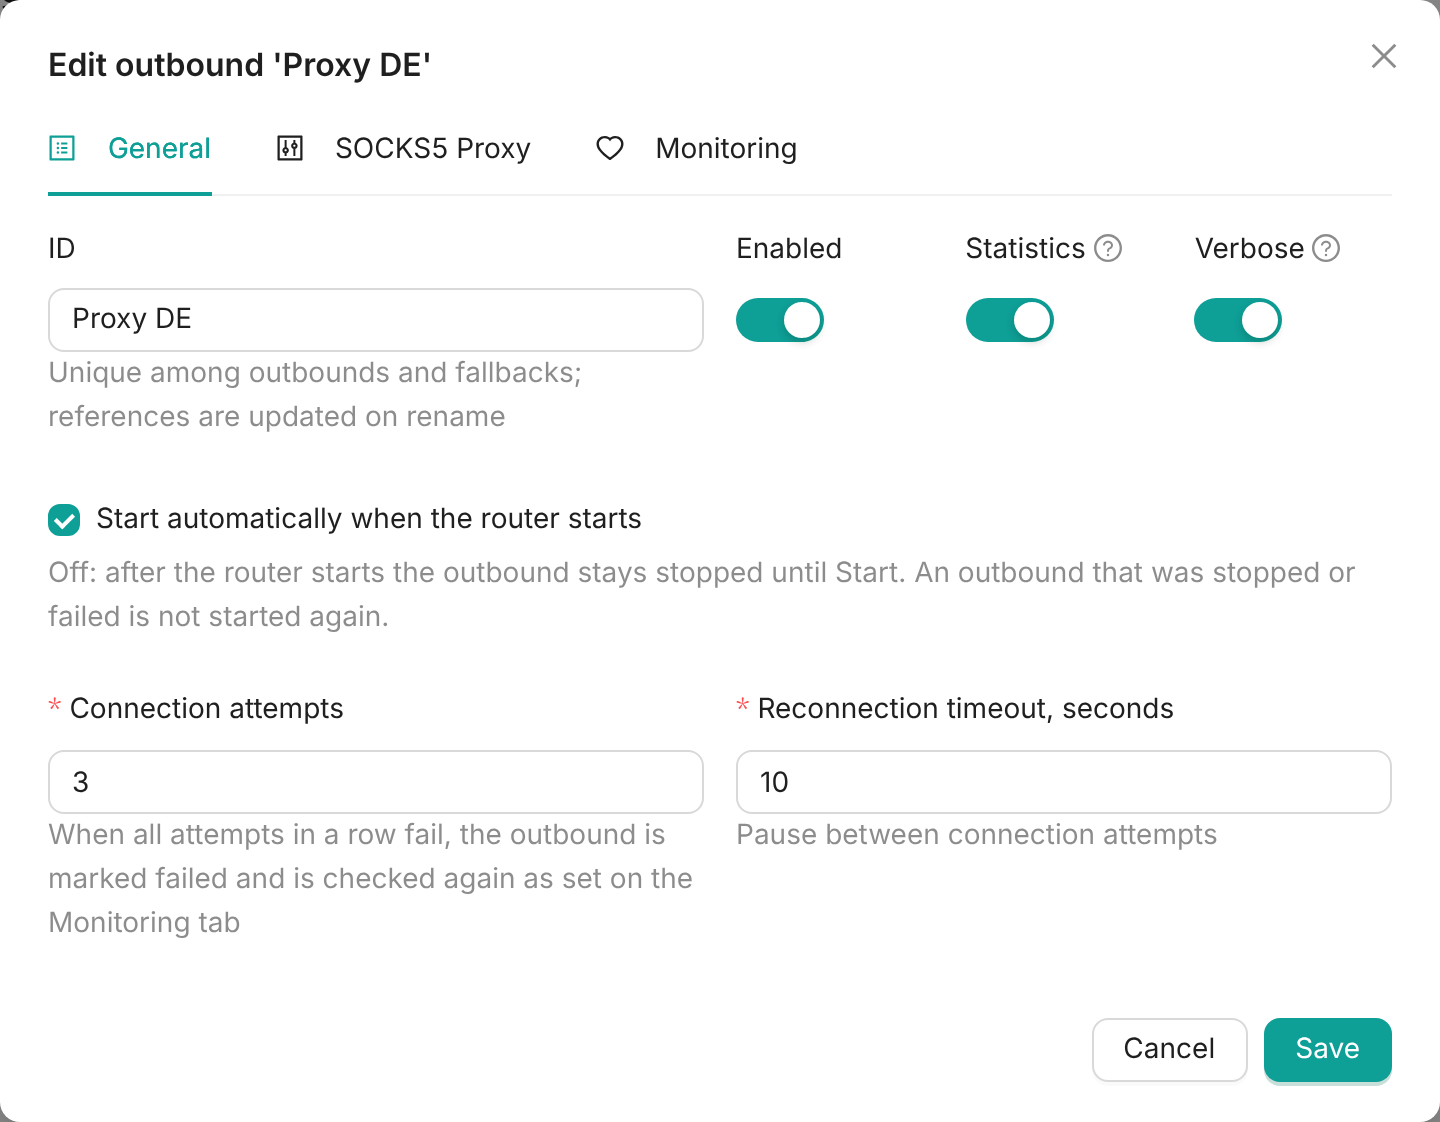 Edit outbound 'Proxy DE'
General SOCKS5 Proxy Monitoring
ID Enabled Statistics Verbose
Proxy DE
Unique among outbounds and fallbacks;
references are updated on rename
Start automatically when the router starts
Off: after the router starts the outbound stays stopped until Start. An outbound that was stopped or
failed is not started again.
* Connection attempts * Reconnection timeout, seconds
3 10
When all attempts in a row fail, the outbound is Pause between connection attempts
marked failed and is checked again as set on the
Monitoring tab
Cancel Save